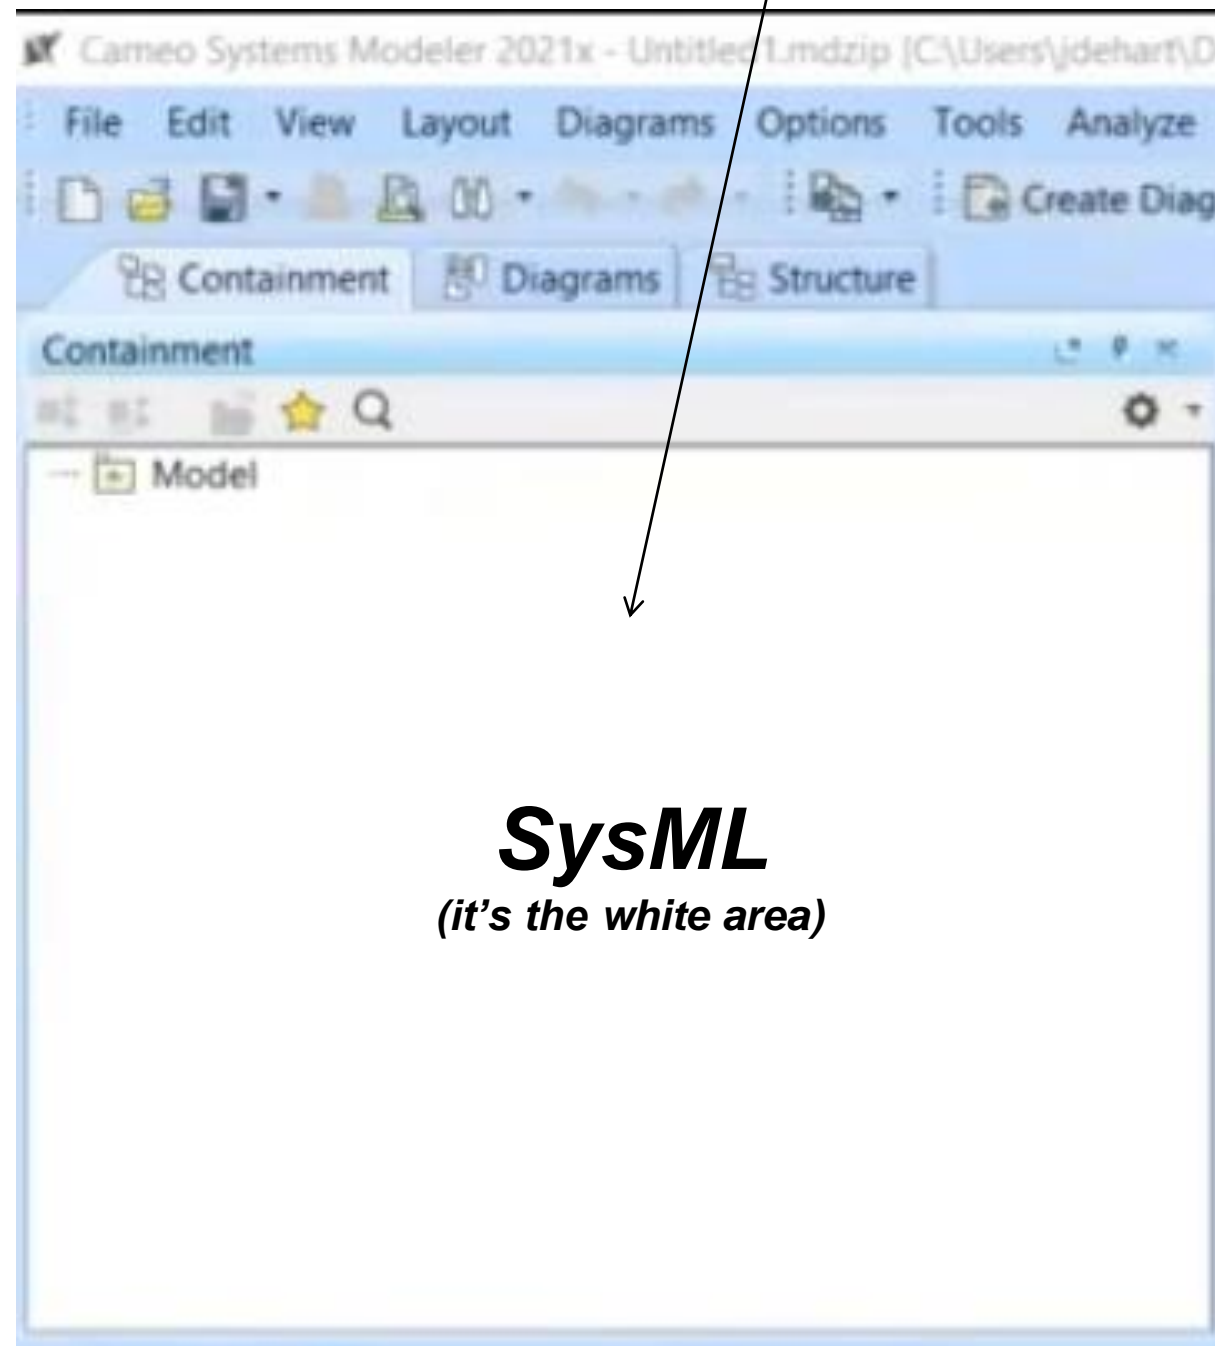 Cameo Systems Modeler 2021x - Untitled1.mdzip [C:\Users\jdehart\D
File Edit View Layout Diagrams Options Tools Analyze
Create Diag
Containment Diagrams Structure
Containment
Model
SysML
(it's the white area)